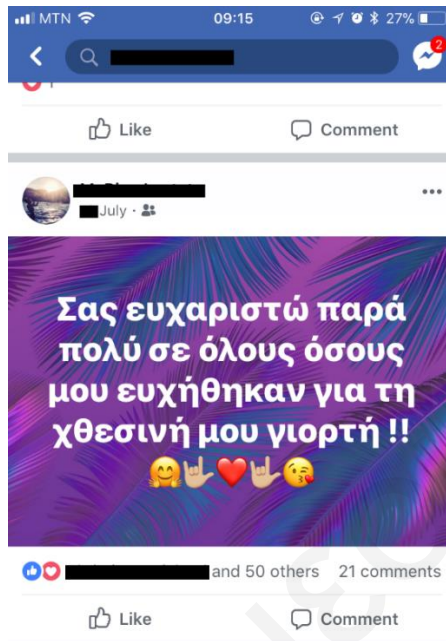 MTN 09:15 27%
2
1
Like Comment
July
Σας ευχαριστώ παρά
πολύ σε όλους όσους
μου ευχήθηκαν για τη
χθεσινή μου γιορτή !!
🤗🤟🏼❤️🤟🏼😘
and 50 others 21 comments
Like Comment